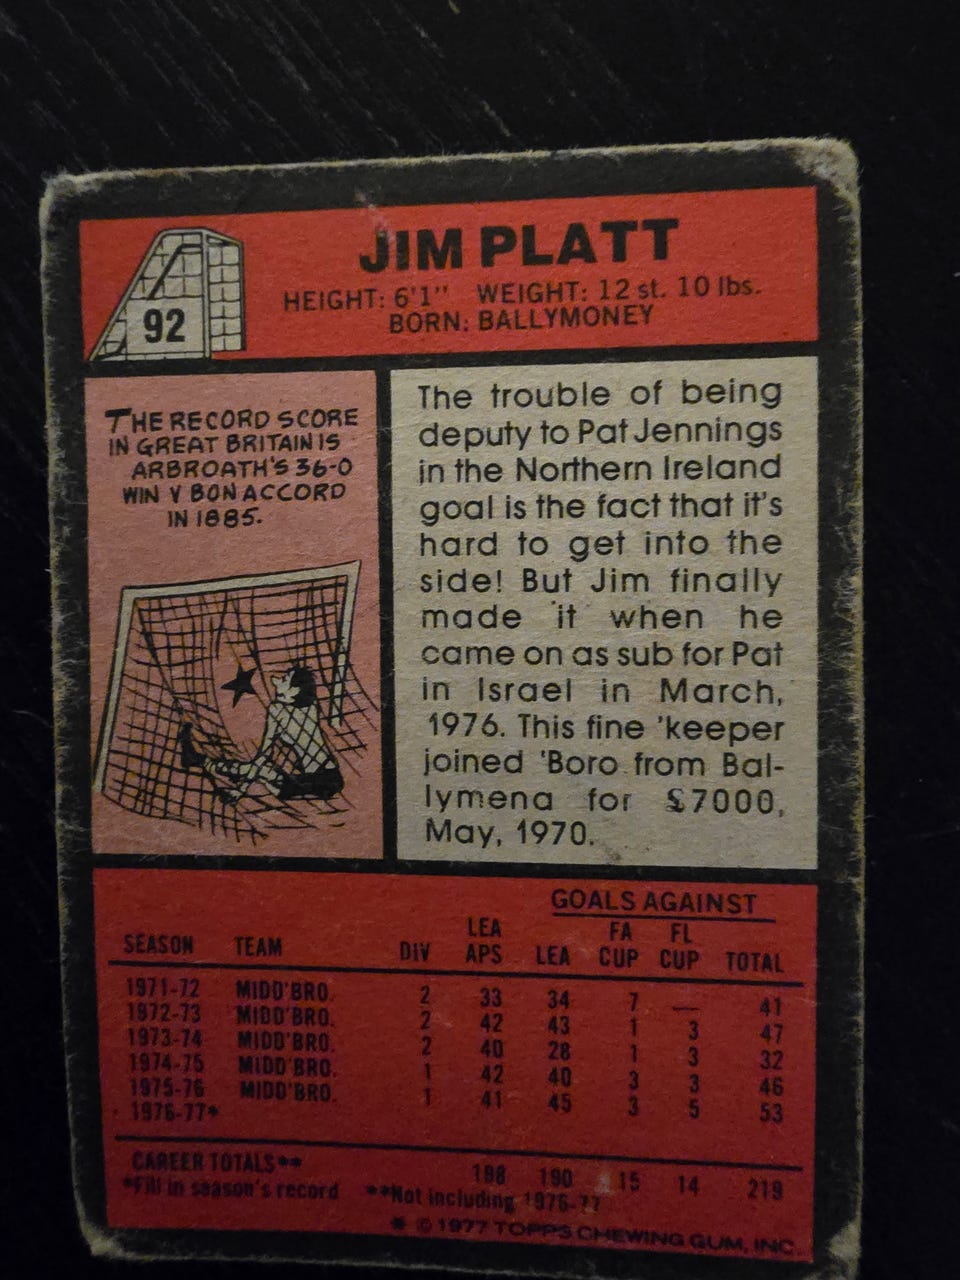 JIM PLATT
HEIGHT: 6'1" WEIGHT: 12 st. 10 lbs.
BORN: BALLYMONEY
92
THE RECORD SCORE
IN GREAT BRITAIN IS
ARBROATH'S 36-0
WIN V BON ACCORD
IN 1885.
The trouble of being
deputy to Pat Jennings
in the Northern Ireland
goal is the fact that it's
hard to get into the
side! But Jim finally
made it when he
came on as sub for Pat
in Israel in March,
1976. This fine 'keeper
joined 'Boro from Bal-
lymena for £7000,
May, 1970.
GOALS AGAINST
SEASON TEAM DIV LEA APS LEA FA CUP FL CUP TOTAL
1971-72 MIDD'BRO. 2 33 34 7 — 41
1972-73 MIDD'BRO. 2 42 43 1 3 47
1973-74 MIDD'BRO. 2 40 28 1 3 32
1974-75 MIDD'BRO. 1 42 40 3 3 46
1975-76 MIDD'BRO. 1 41 45 3 5 53
1976-77*
CAREER TOTALS** 198 190 15 14 219
*Fill in season's record **Not including 1976-77
* © 1977 TOPPS CHEWING GUM, INC.